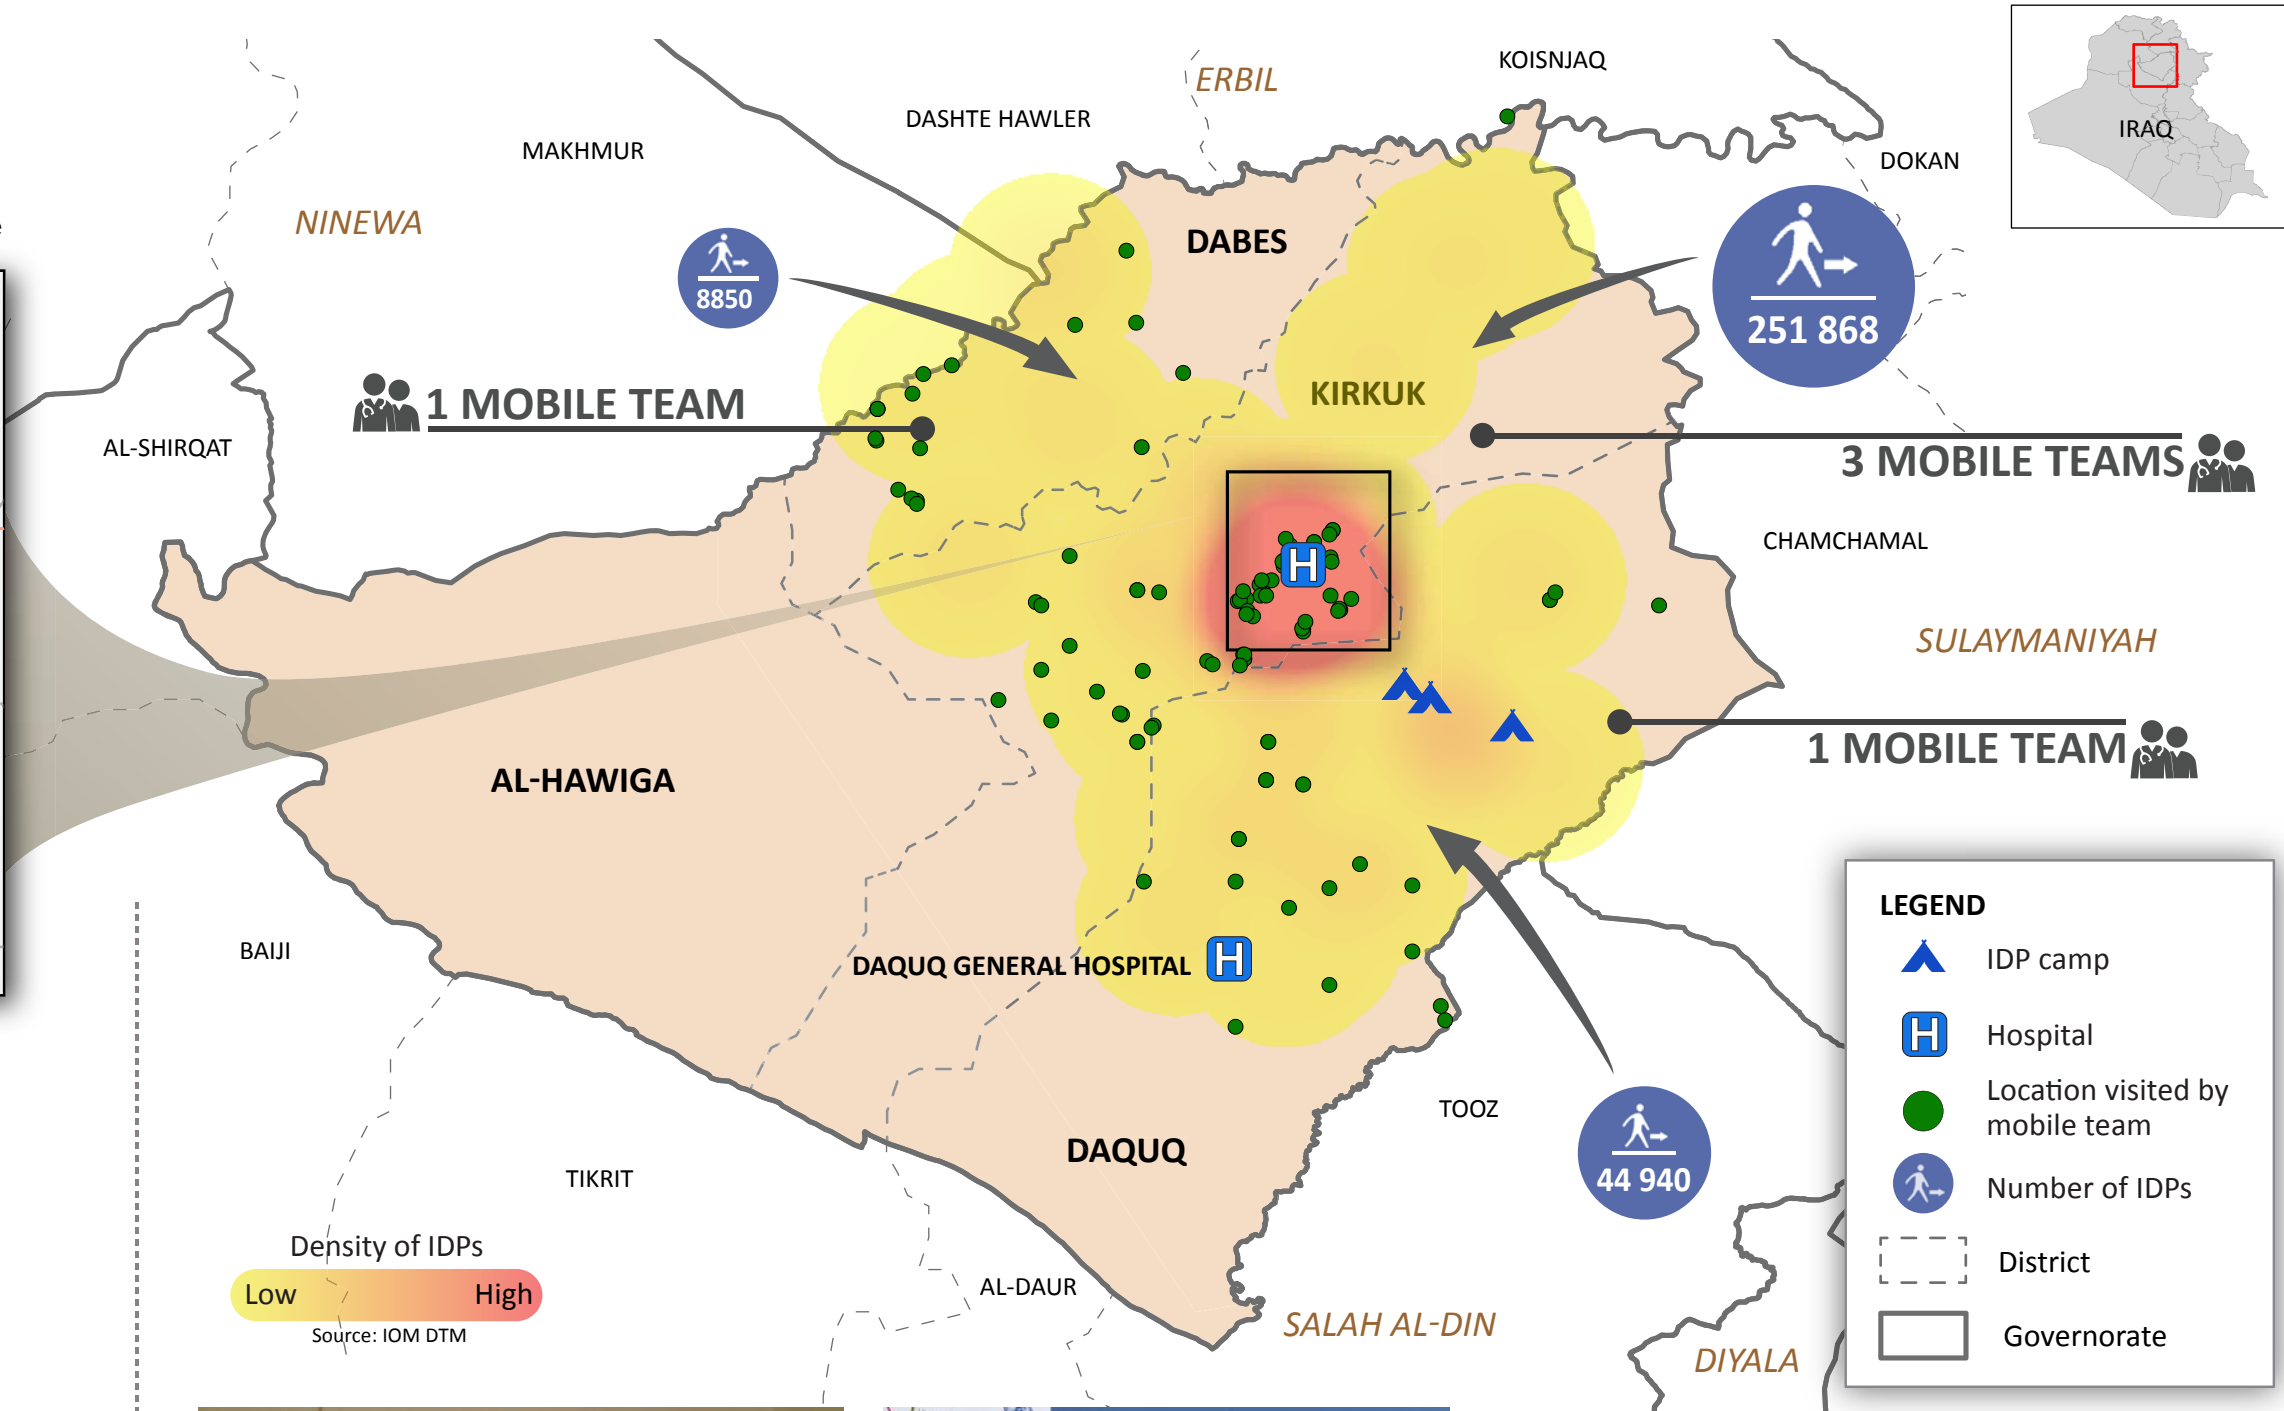 KOISNJAQ
ERBIL
DASHTE HAWLER
IRAQ
MAKHMUR
DOKAN
NINEWA
DABES
8850
251 868
KIRKUK
1 MOBILE TEAM
AL-SHIRQAT
3 MOBILE TEAMS
CHAMCHAMAL
H
SULAYMANIYAH
1 MOBILE TEAM
AL-HAWIGA
BAIJI
DAQUQ GENERAL HOSPITAL
H
TOOZ
DAQUQ
44 940
TIKRIT
Density of IDPs
Low
High
Source: IOM DTM
AL-DAUR
SALAH AL-DIN
DIYALA
LEGEND
IDP camp
H
Hospital
Location visited by
mobile team
Number of IDPs
District
Governorate